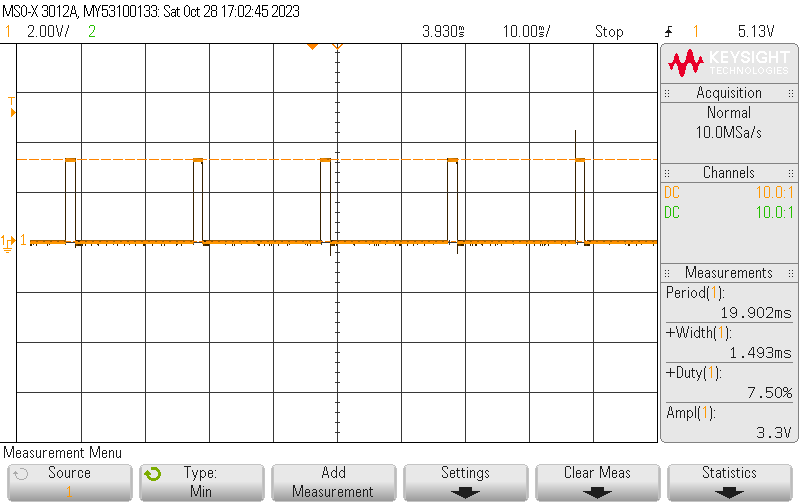 MSO-X 3012A, MY53100133: Sat Oct 28 17:02:45 2023
1 2.00V/ 2 3.930s 10.00s/ Stop 1 5.13V
KEYSIGHT
TECHNOLOGIES
Acquisition
Normal
10.0MSa/s
Channels
DC 10.0:1
DC 10.0:1
T
1 1
Measurements
Period(1):
19.902ms
+Width(1):
1.493ms
+Duty(1):
7.50%
Ampl(1):
3.3V
Measurement Menu
Source
1
Type:
Min
Add
Measurement
Settings
Clear Meas
Statistics